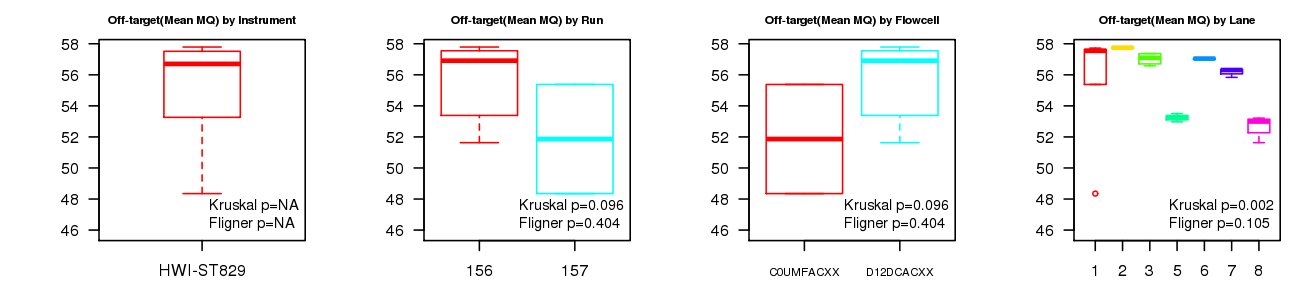 Off-target(Mean MQ) by Instrument
58
56
54
52
50
48
46
Kruskal p=NA
Fligner p=NA
HWI-ST829
Off-target(Mean MQ) by Run
58
56
54
52
50
48
46
Kruskal p=0.096
Fligner p=0.404
156 157
Off-target(Mean MQ) by Flowcell
58
56
54
52
50
48
46
Kruskal p=0.096
Fligner p=0.404
C0UMFACXX D12DCACXX
Off-target(Mean MQ) by Lane
58
56
54
52
50
48
46
Kruskal p=0.002
Fligner p=0.105
1 2 3 5 6 7 8